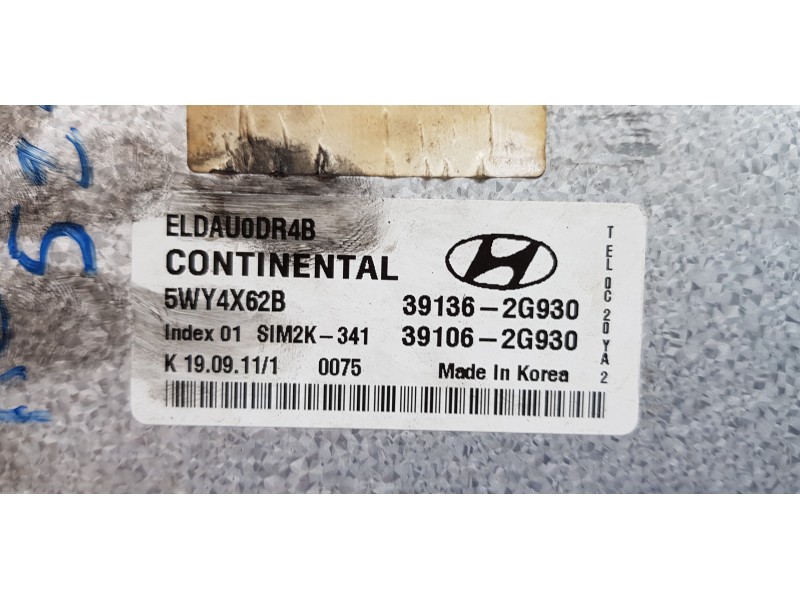 ELDAU0DR4B
CONTINENTAL
5WY4X62B 39136-2G930
Index 01 SIM2K-341 39106-2G930
K 19.09.11/1 0075 Made In Korea
TEL 0C 20 YA 2